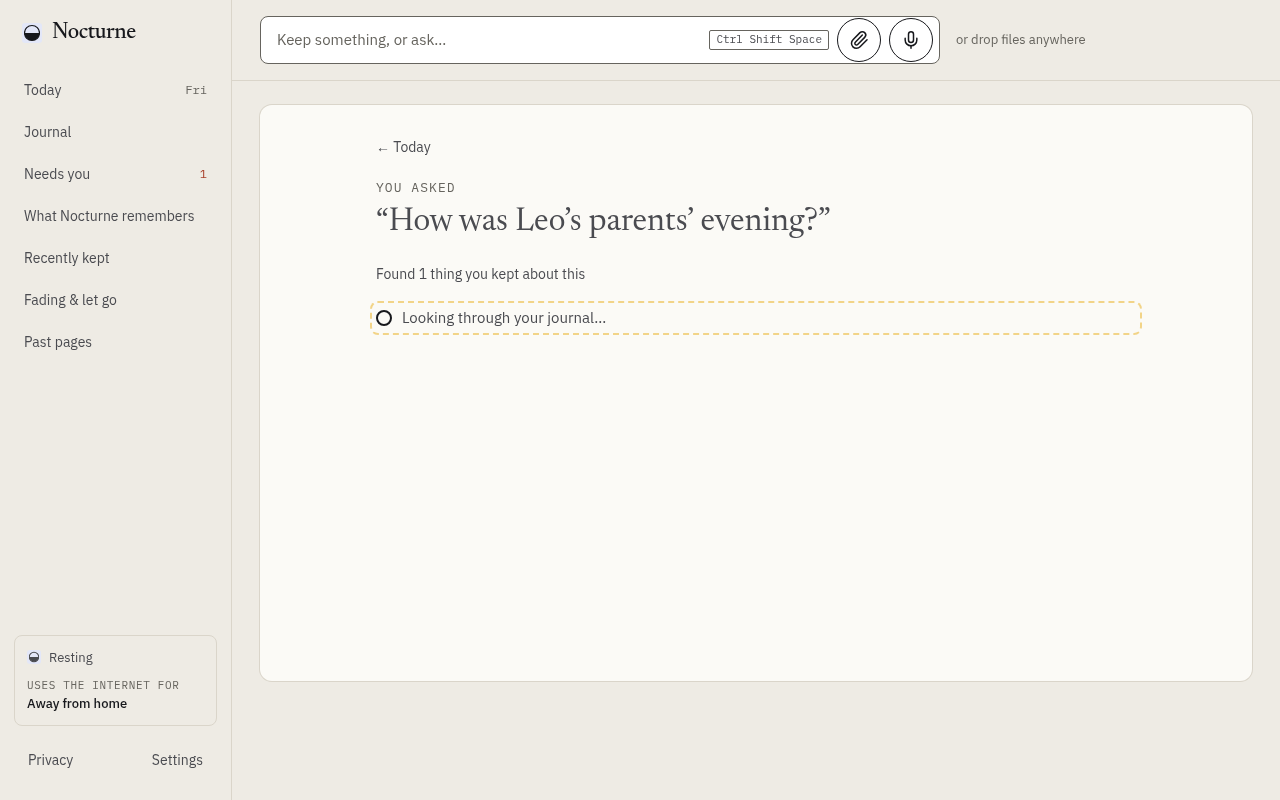 Nocturne
Today Fri
Journal
Needs you 1
What Nocturne remembers
Recently kept
Fading & let go
Past pages
Resting
USES THE INTERNET FOR
Away from home
Privacy Settings
Keep something, or ask... Ctrl Shift Space or drop files anywhere
← Today
YOU ASKED
“How was Leo’s parents’ evening?”
Found 1 thing you kept about this
Looking through your journal...